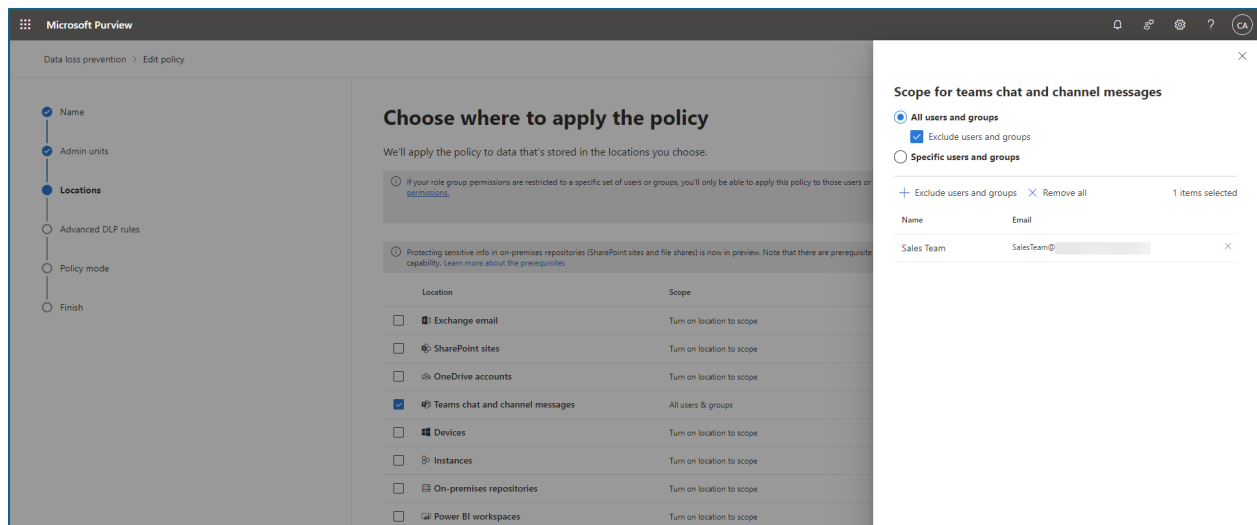 Microsoft Purview
CA
Data loss prevention > Edit policy
Name
Admin units
Locations
Advanced DLP rules
Policy mode
Finish
Choose where to apply the policy
We'll apply the policy to data that's stored in the locations you choose.
If your role group permissions are restricted to a specific set of users or groups, you'll only be able to apply this policy to those users or
permissions.
Protecting sensitive info in on-premises repositories (SharePoint sites and file shares) is now in preview. Note that there are prerequisite
capability. Learn more about the prerequisites
Location Scope
Exchange email Turn on location to scope
SharePoint sites Turn on location to scope
OneDrive accounts Turn on location to scope
Teams chat and channel messages All users & groups
Devices Turn on location to scope
Instances Turn on location to scope
On-premises repositories Turn on location to scope
Power BI workspaces Turn on location to scope
Scope for teams chat and channel messages
All users and groups
Exclude users and groups
Specific users and groups
Exclude users and groups Remove all 1 items selected
Name Email
Sales Team SalesTeam@